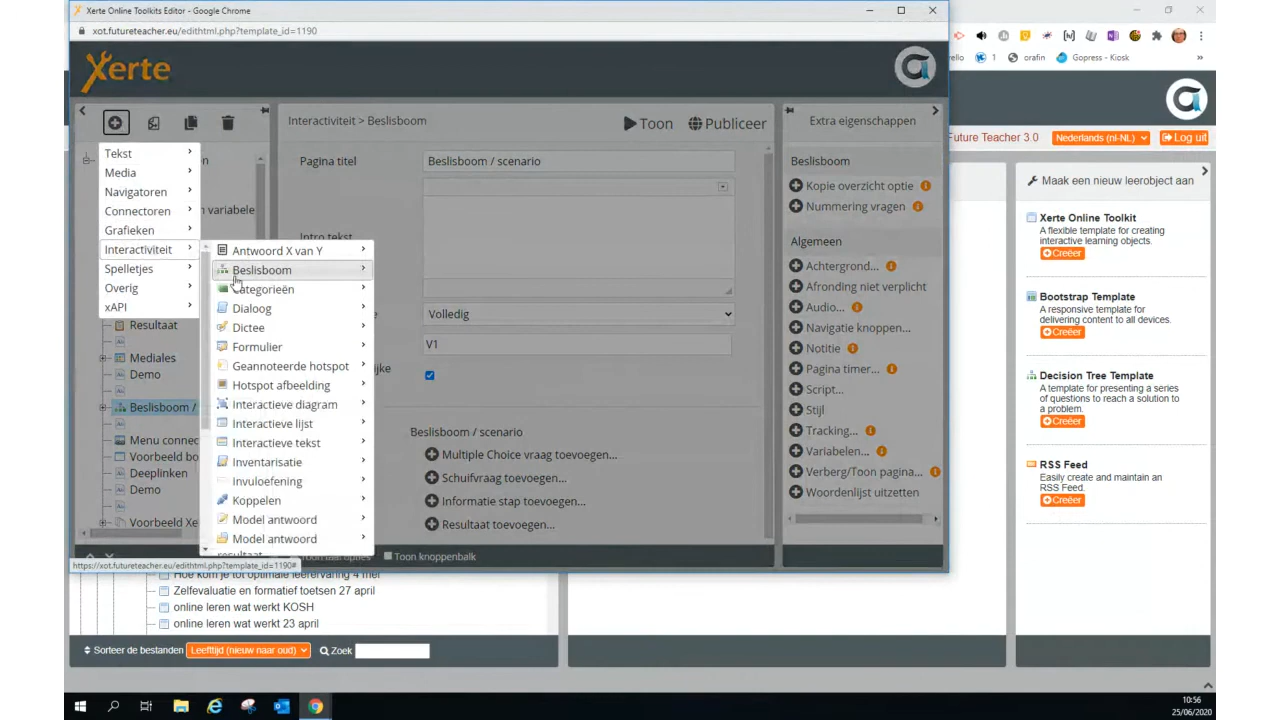 Xerte Online Toolkits Editor - Google Chrome
xot.futureteacher.eu/edithtml.php?template_id=1190
Xerte
ello
1
orafin
Gopress - Kiosk
»
Future Teacher 3.0
Nederlands (nl-NL)
Log uit
Interactiviteit > Beslisboom
Toon
Publiceer
Extra eigenschappen
Tekst
Media
Navigatoren
Connectoren
Grafieken
Interactiviteit
Spelletjes
Overig
xAPI
n variabele
Antwoord X van Y
Beslisboom
Categorieën
Dialoog
Dictee
Formulier
Geannoteerde hotspot
Hotspot afbeelding
Interactieve diagram
Interactieve lijst
Interactieve tekst
Inventarisatie
Invuloefening
Koppelen
Model antwoord
Model antwoord
resultaat
Resultaat
Mediales
Demo
Beslisboom /
Menu connec
Voorbeeld bo
Deeplinken
Demo
Voorbeeld Xe
Pagina titel
Beslisboom / scenario
Intro tekst
Volledig
V1
jke
Beslisboom / scenario
Multiple Choice vraag toevoegen...
Schuifvraag toevoegen...
Informatie stap toevoegen...
Resultaat toevoegen...
Toon knoppenbalk
Beslisboom
Kopie overzicht optie
Nummering vragen
Algemeen
Achtergrond...
Afronding niet verplicht
Audio...
Navigatie knoppen...
Notitie
Pagina timer...
Script...
Stijl
Tracking...
Variabelen...
Verberg/Toon pagina...
Woordenlijst uitzetten
Maak een nieuw leerobject aan
Xerte Online Toolkit
A flexible template for creating
interactive learning objects.
Creëer
Bootstrap Template
A responsive template for
delivering content to all devices.
Creëer
Decision Tree Template
A template for presenting a series
of questions to reach a solution to
a problem.
Creëer
RSS Feed
Easily create and maintain an
RSS Feed.
Creëer
https://xot.futureteacher.eu/edithtml.php?template_id=1190#
Hoe kom je tot optimale leerervaring 4 mei
Zelfevaluatie en formatief toetsen 27 april
online leren wat werkt KOSH
online leren wat werkt 23 april
Sorteer de bestanden
Leeftijd (nieuw naar oud)
Zoek
10:56
25/06/2020